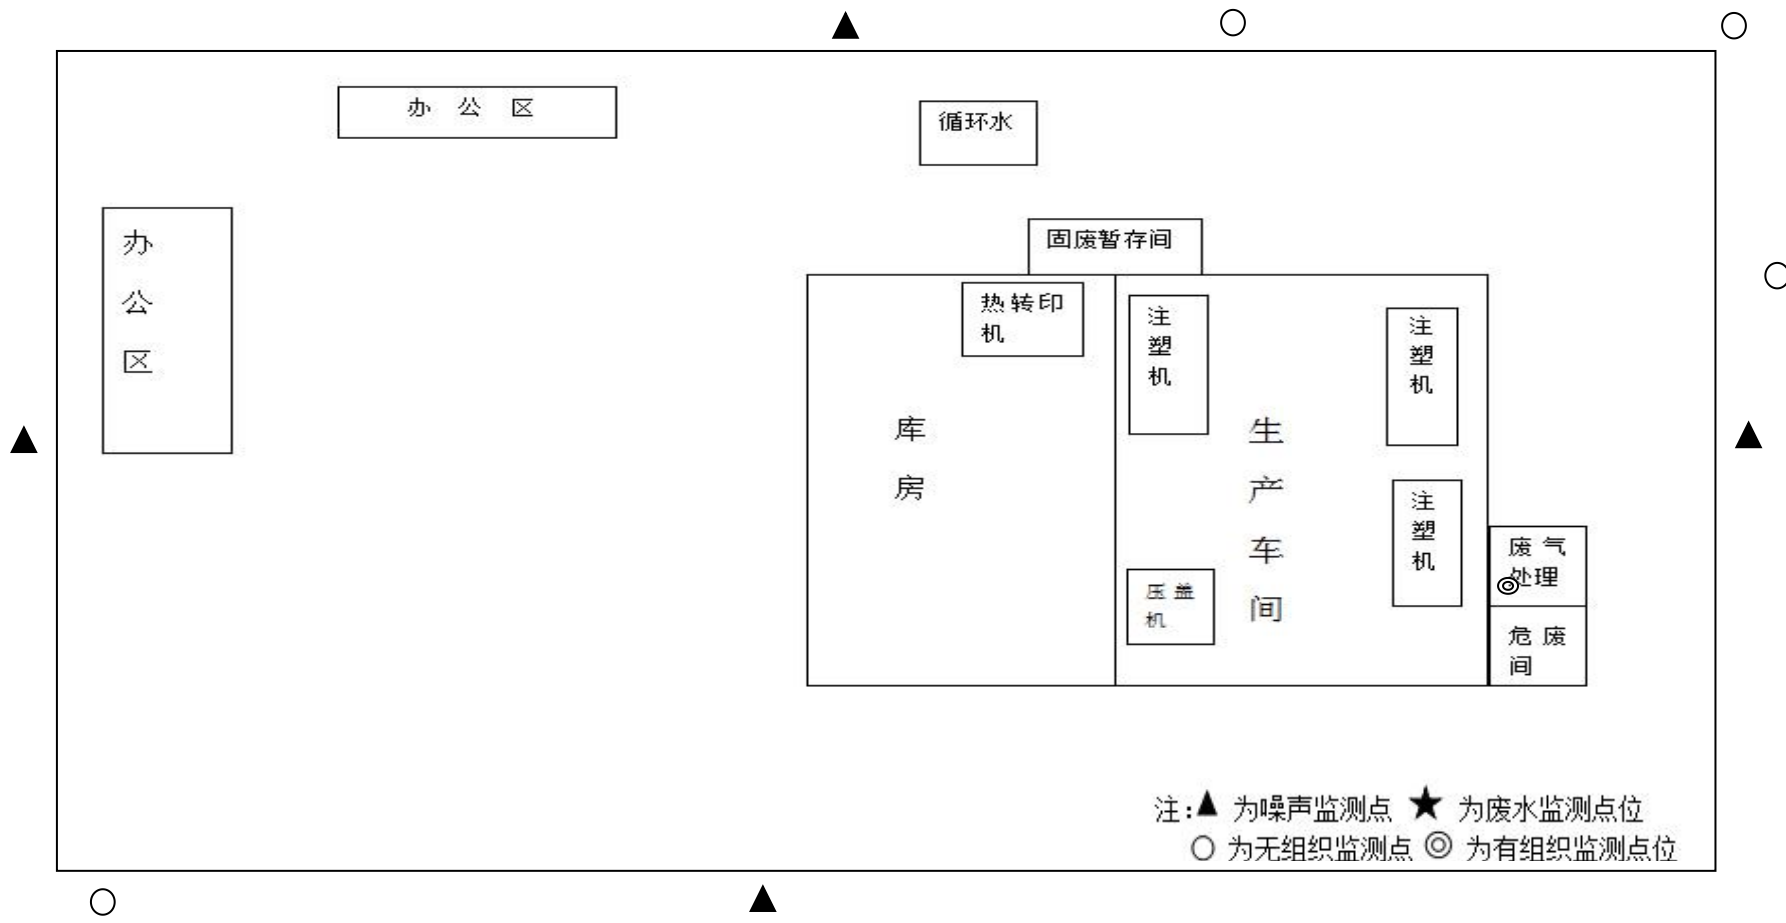 办 公 区
循环水
办
公
区
固废暂存间
热转印
机
注
塑
机
注
塑
机
库
房
生
产
车
间
注
塑
机
压盖
机
废气
处理
危废
间
注:▲ 为噪声监测点 ★ 为废水监测点位
○ 为无组织监测点 ◎ 为有组织监测点位